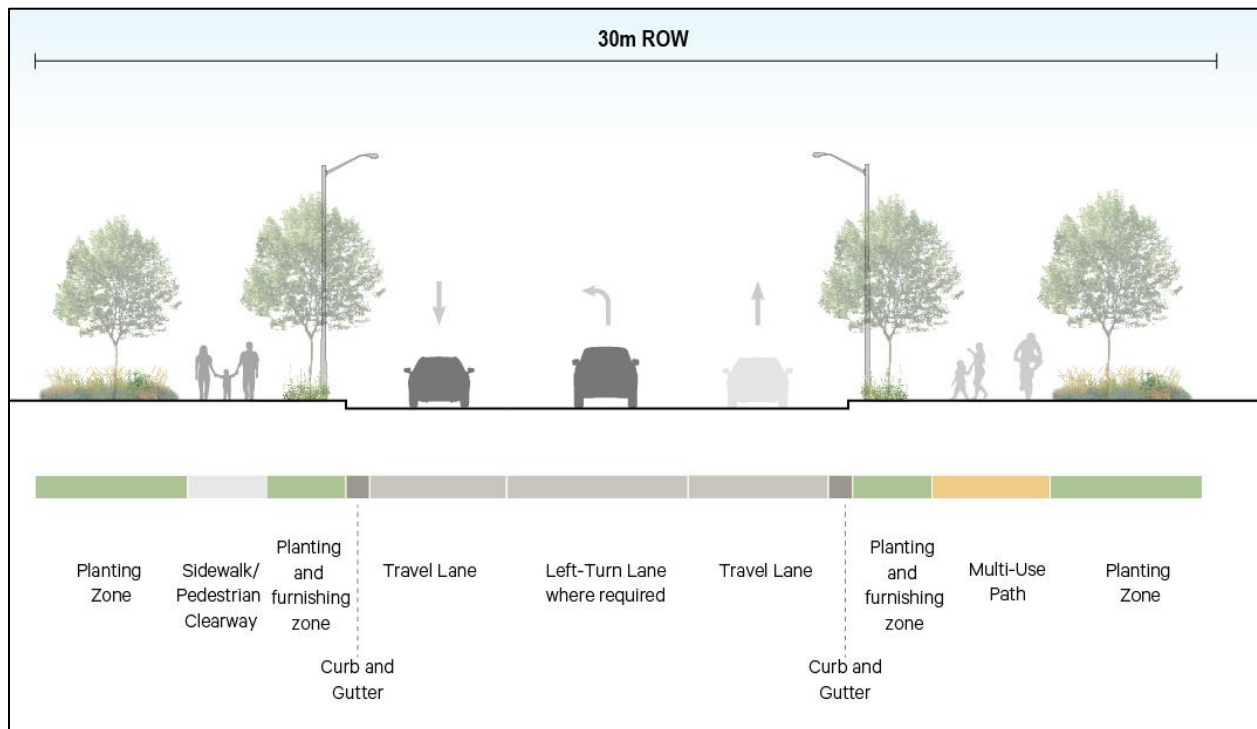 30m ROW
Planting
Zone
Sidewalk/
Pedestrian
Clearway
Planting
and
furnishing
zone
Curb and
Gutter
Travel Lane
Left-Turn Lane
where required
Travel Lane
Curb and
Gutter
Planting
and
furnishing
zone
Multi-Use
Path
Planting
Zone